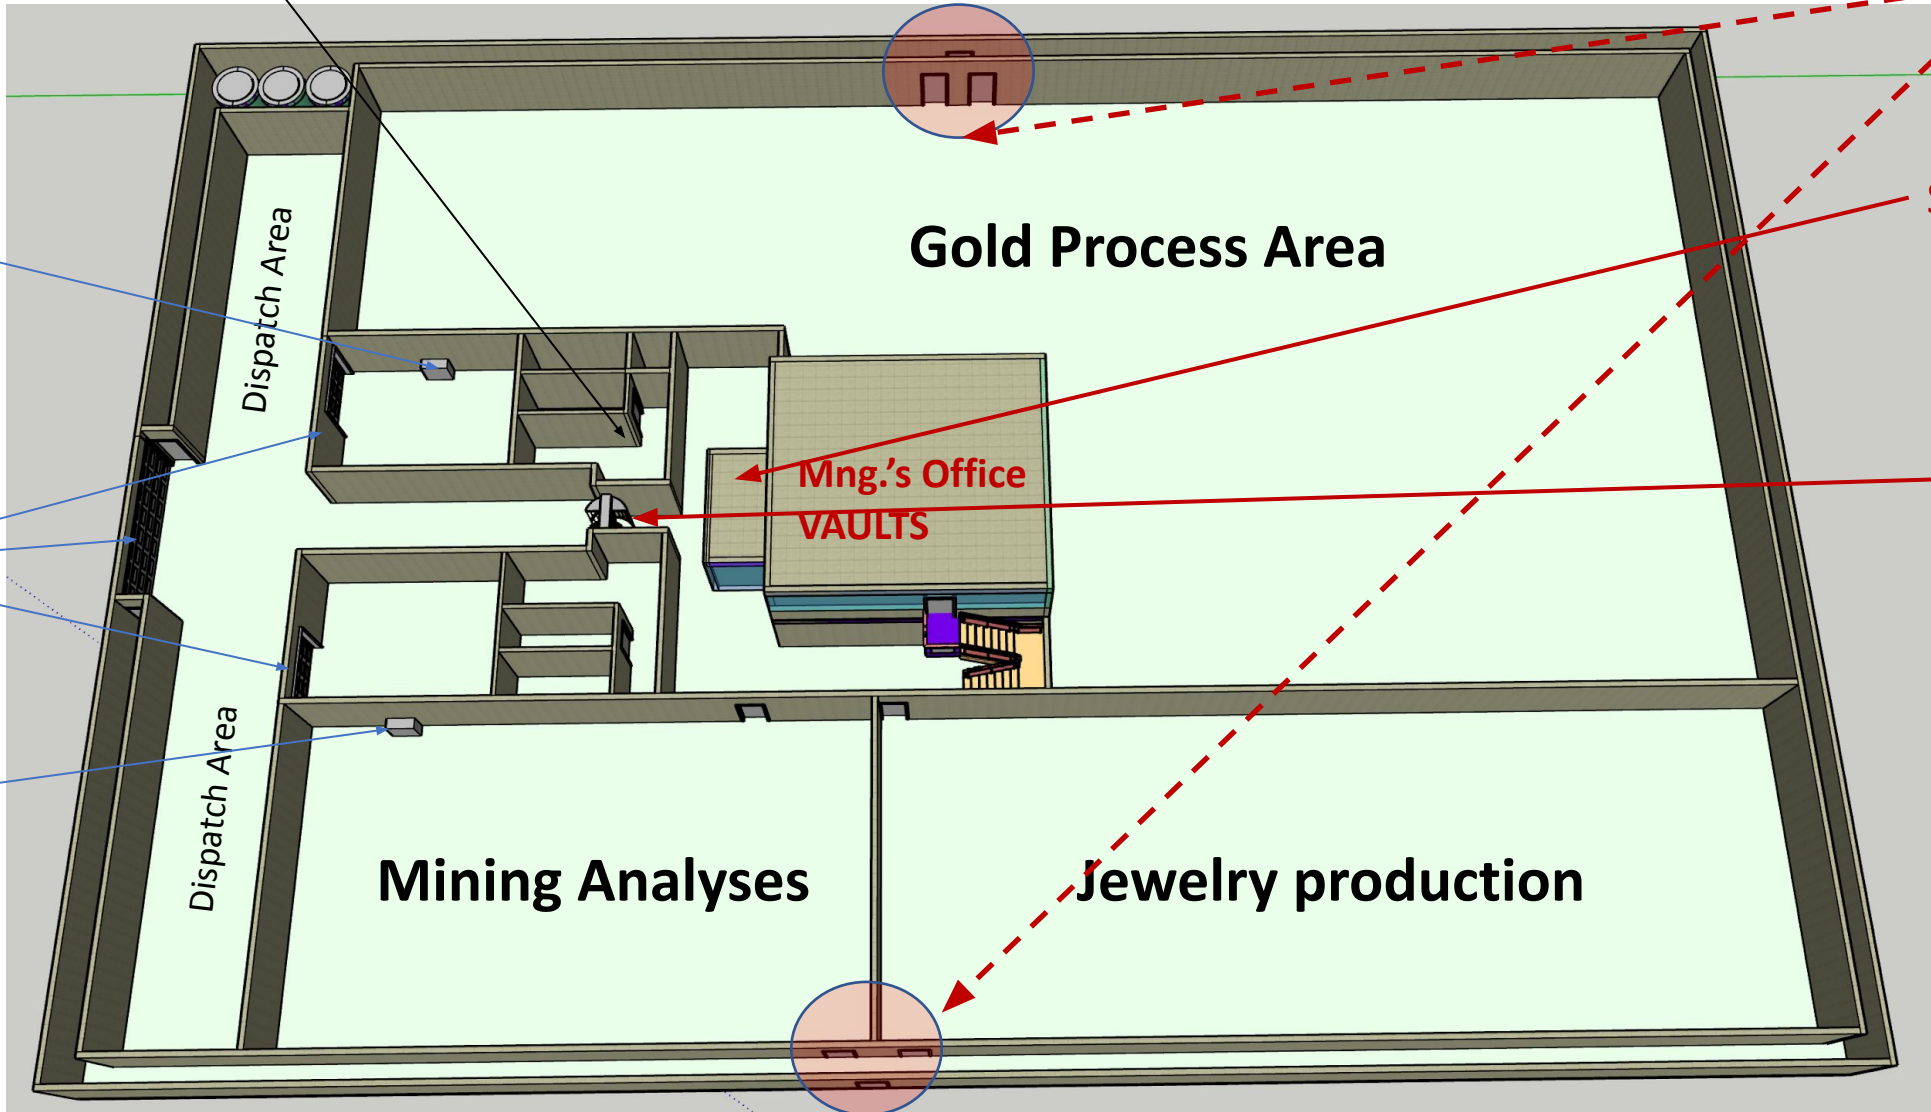 Gold Process Area
Dispatch Area
Mng.'s Office
VAULTS
Dispatch Area
Mining Analyses
Jewelry production